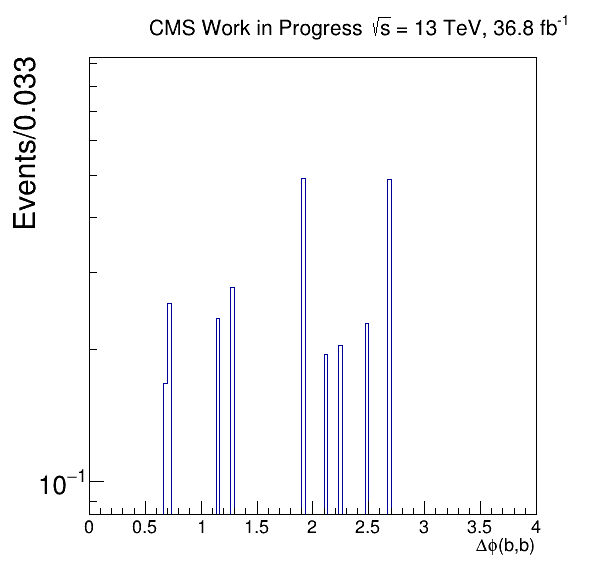 CMS Work in Progress √s = 13 TeV, 36.8 fb⁻¹
Events/0.033
10⁻¹
0 0.5 1 1.5 2 2.5 3 3.5 4
Δϕ(b,b)